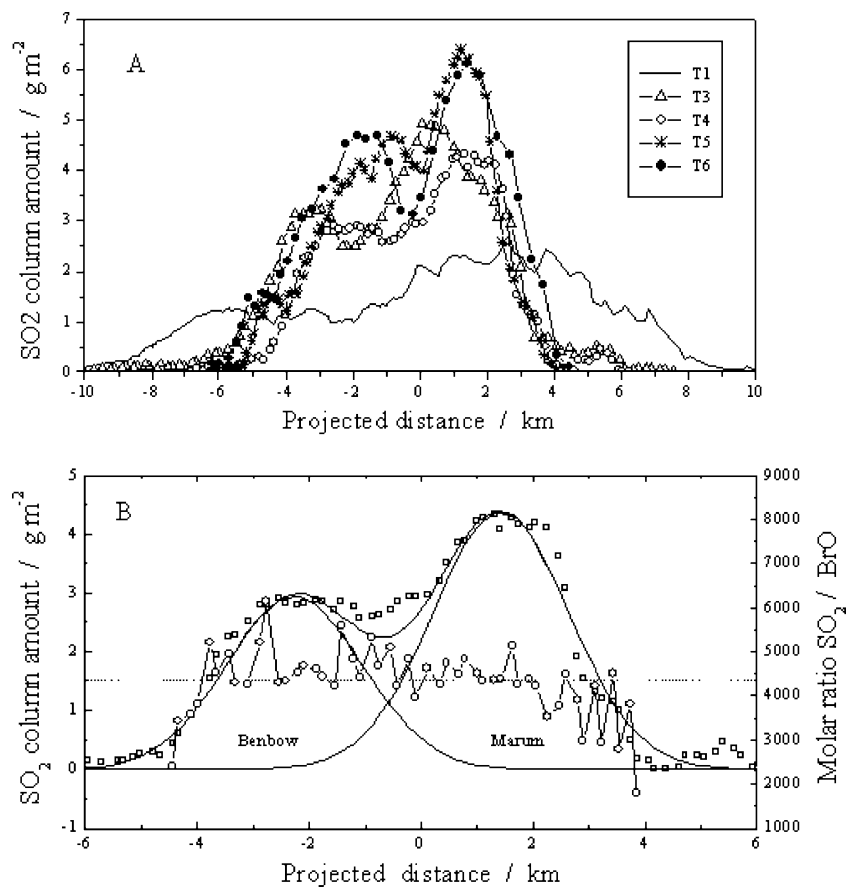 A
7
6
5
4
3
2
1
0
SO2 column amount / g m-2
T1
T3
T4
T5
T6
-10 -8 -6 -4 -2 0 2 4 6 8 10
Projected distance / km
B
5
4
3
2
1
0
-1
SO2 column amount / g m-2
Benbow
Marum
9000
8000
7000
6000
5000
4000
3000
2000
1000
Molar ratio SO2 / BrO
-6 -4 -2 0 2 4 6
Projected distance / km